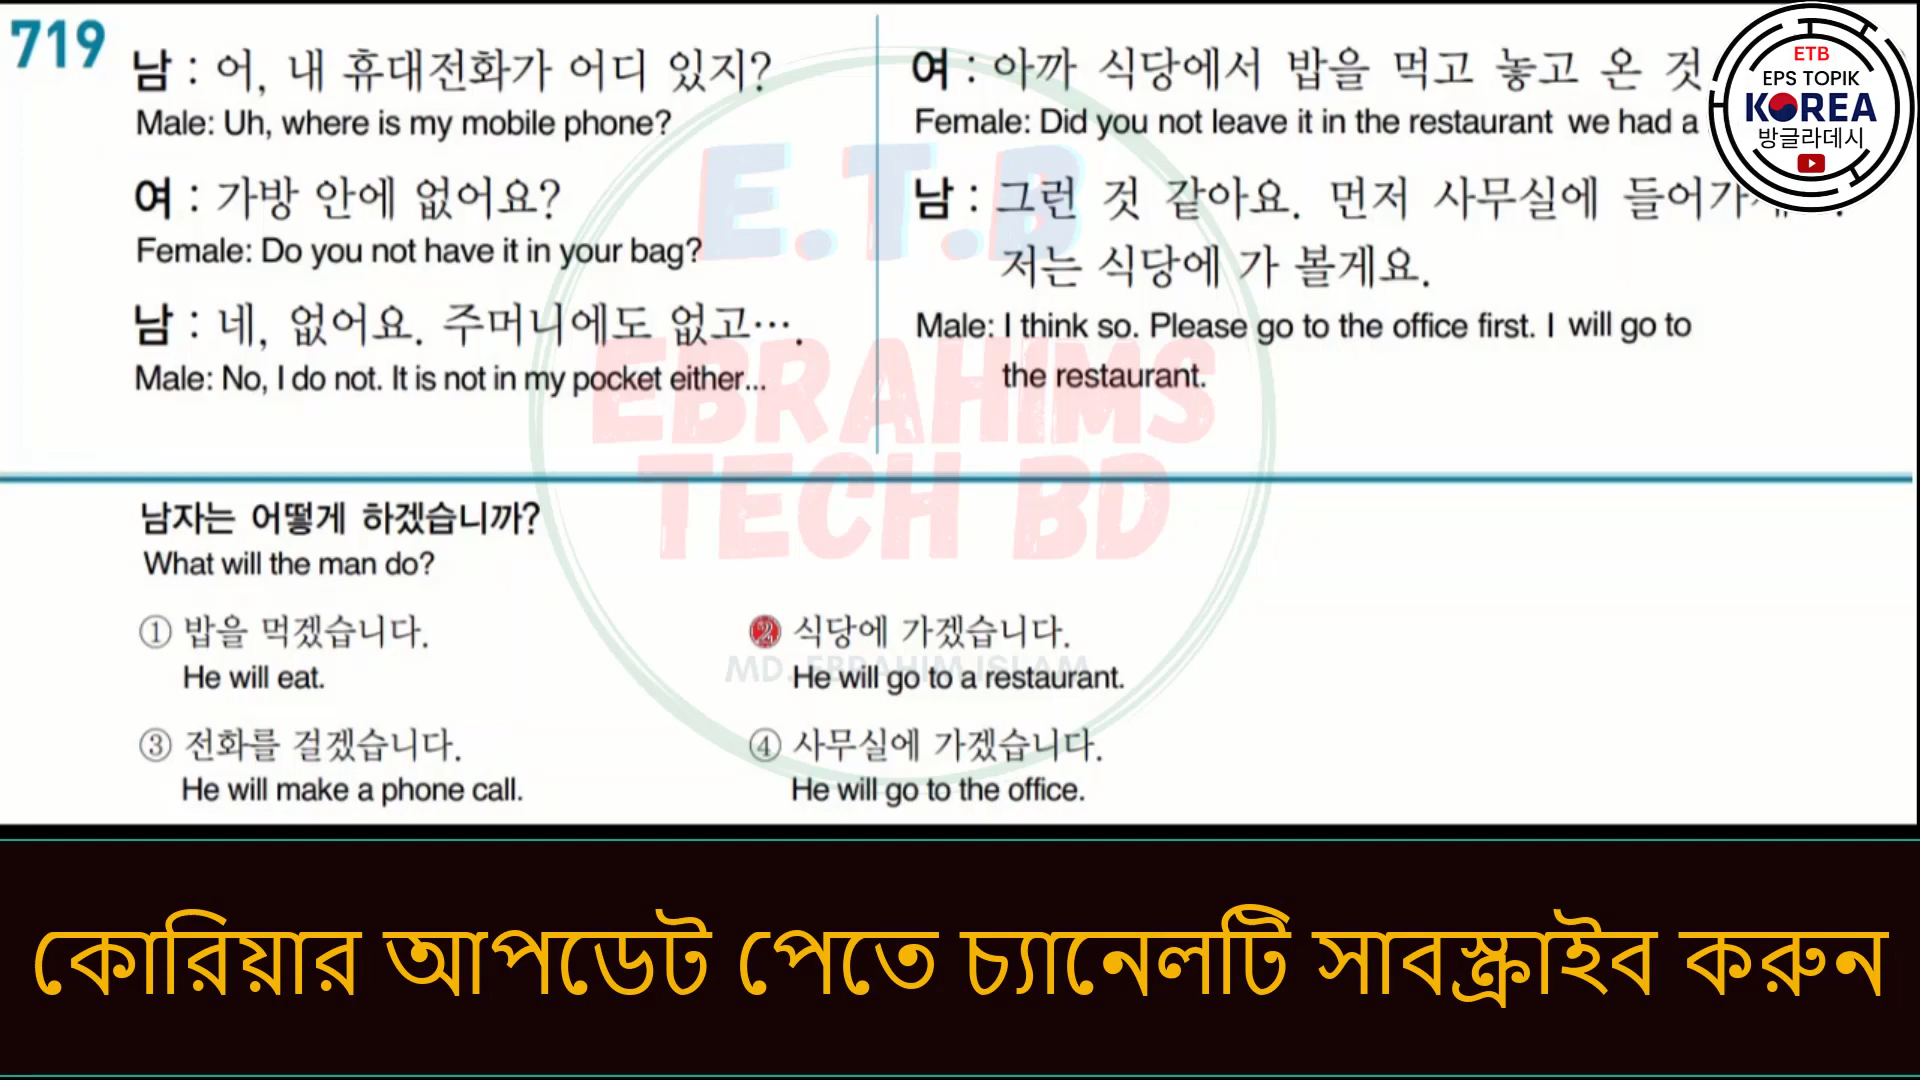 719
남 : 어, 내 휴대전화가 어디 있지?
Male: Uh, where is my mobile phone?
여 : 가방 안에 없어요?
Female: Do you not have it in your bag?
남 : 네, 없어요. 주머니에도 없고….
Male: No, I do not. It is not in my pocket either...
여 : 아까 식당에서 밥을 먹고 놓고 온 것
Female: Did you not leave it in the restaurant we had a
남 : 그런 것 같아요. 먼저 사무실에
저는 식당에 가 볼게요.
Male: I think so. Please go to the office first. I will go to
the restaurant.
ETB
EPS TOPIK
KOREA
방글라데시
E.T.B
EBRAHIMS
TECH BD
MD. EBRAHIM ISLAM
남자는 어떻게 하겠습니까?
What will the man do?
① 밥을 먹겠습니다.
He will eat.
② 식당에 가겠습니다.
He will go to a restaurant.
③ 전화를 걸겠습니다.
He will make a phone call.
④ 사무실에 가겠습니다.
He will go to the office.
কোরিয়ার আপডেট পেতে চ্যানেলটি সাবস্ক্রাইব করুন